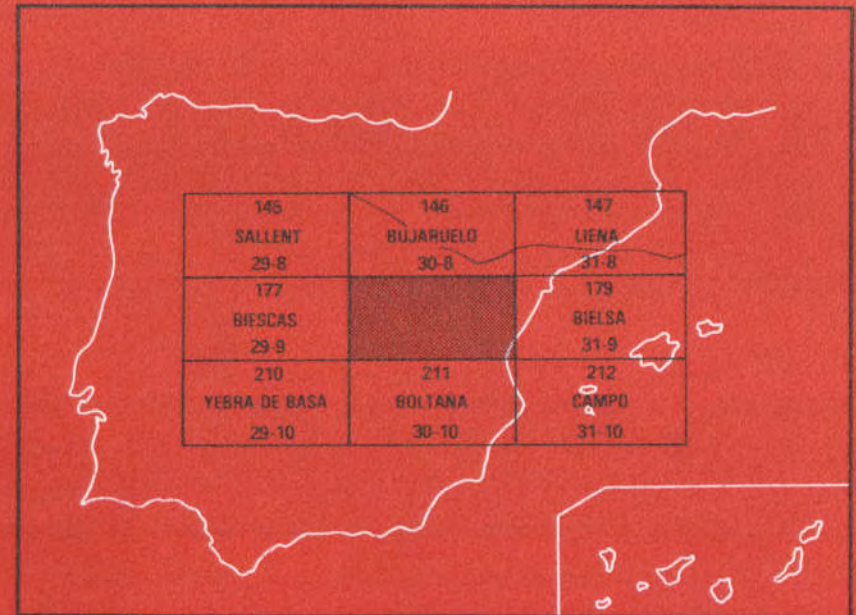 145
SALLENT
29-8
146
BUJARUELO
30-8
147
LIENA
31-8
177
BIESCAS
29-9
179
BIELSA
31-9
210
YEBRA DE BASA
29-10
211
BOLTAÑA
30-10
212
CAMPO
31-10